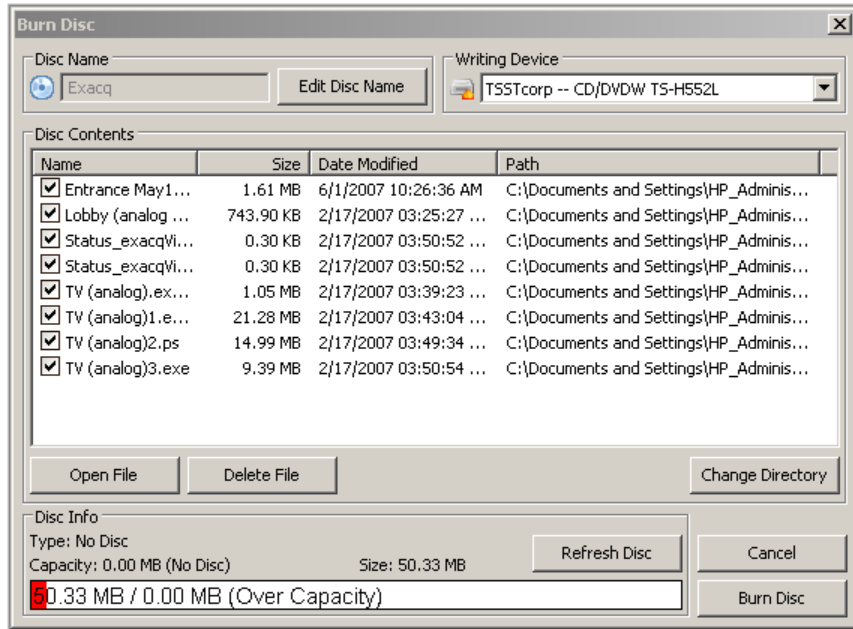 Burn Disc
Disc Name
Writing Device
Exacq
Edit Disc Name
TSSTcorp -- CD/DVDW TS-H552L
Disc Contents
Name Size Date Modified Path
Entrance May1... 1.61 MB 6/1/2007 10:26:36 AM C:\Documents and Settings\HP_Adminis...
Lobby (analog ... 743.90 KB 2/17/2007 03:25:27 ... C:\Documents and Settings\HP_Adminis...
Status_exacqVi... 0.30 KB 2/17/2007 03:50:52 ... C:\Documents and Settings\HP_Adminis...
Status_exacqVi... 0.30 KB 2/17/2007 03:50:52 ... C:\Documents and Settings\HP_Adminis...
TV (analog).ex... 1.05 MB 2/17/2007 03:39:23 ... C:\Documents and Settings\HP_Adminis...
TV (analog)1.e... 21.28 MB 2/17/2007 03:43:04 ... C:\Documents and Settings\HP_Adminis...
TV (analog)2.ps 14.99 MB 2/17/2007 03:49:34 ... C:\Documents and Settings\HP_Adminis...
TV (analog)3.exe 9.39 MB 2/17/2007 03:50:54 ... C:\Documents and Settings\HP_Adminis...
Open File
Delete File
Change Directory
Disc Info
Type: No Disc
Capacity: 0.00 MB (No Disc) Size: 50.33 MB
Refresh Disc
Cancel
50.33 MB / 0.00 MB (Over Capacity)
Burn Disc